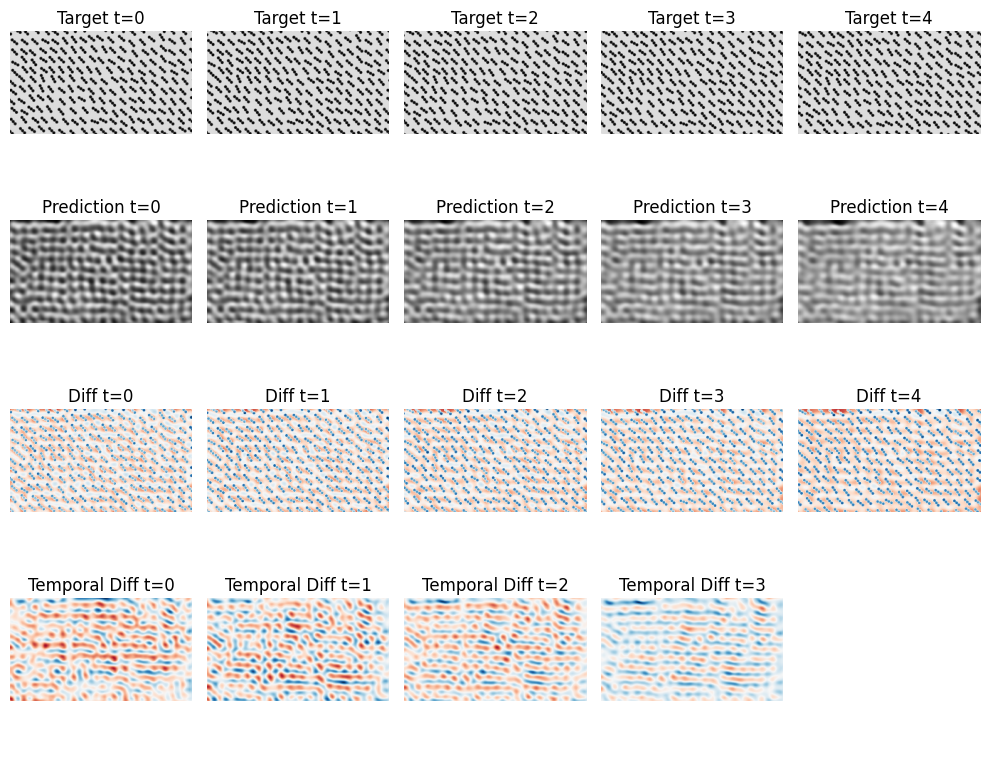 Target t=0 Target t=1 Target t=2 Target t=3 Target t=4
Prediction t=0 Prediction t=1 Prediction t=2 Prediction t=3 Prediction t=4
Diff t=0 Diff t=1 Diff t=2 Diff t=3 Diff t=4
Temporal Diff t=0 Temporal Diff t=1 Temporal Diff t=2 Temporal Diff t=3